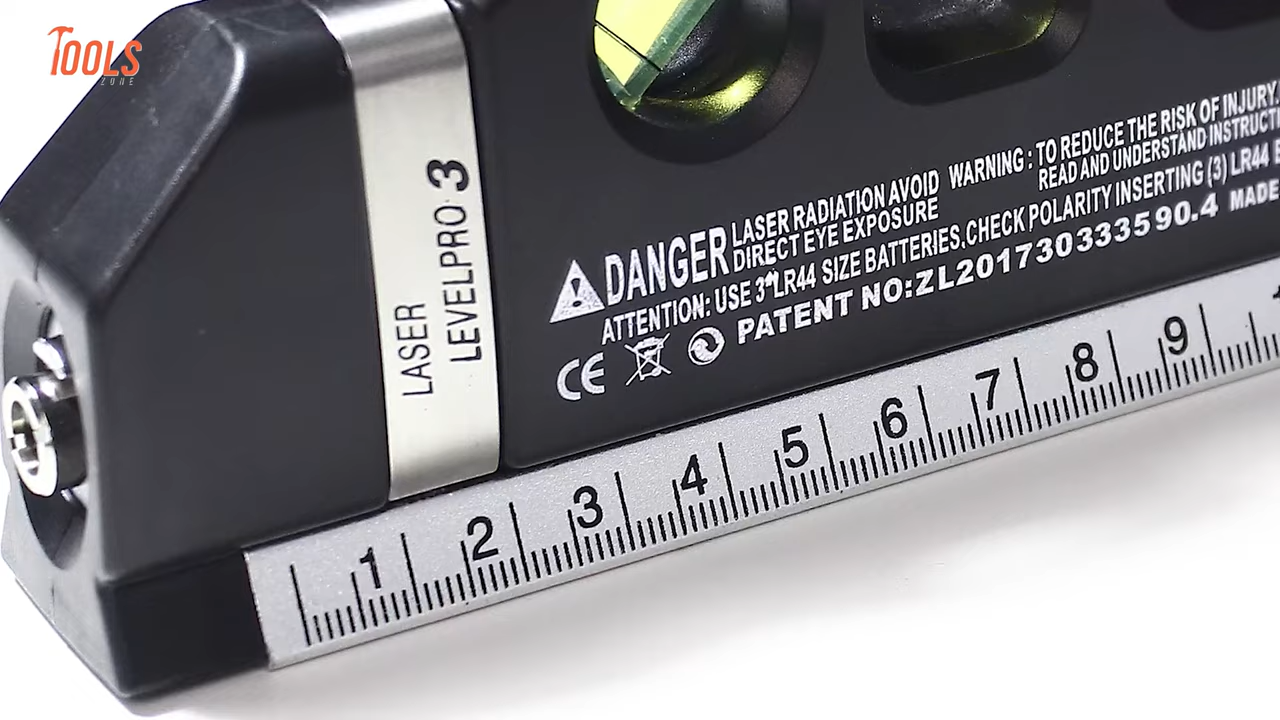 TOOLS
ZONE
LASER
LEVELPRO 3
DANGER
LASER RADIATION AVOID
DIRECT EYE EXPOSURE
WARNING : TO REDUCE THE RISK OF INJURY.
READ AND UNDERSTAND
ATTENTION: USE 3*LR44 SIZE BATTERIES.CHECK POLARITY INSERTING (3) LR44
CE PATENT NO:ZL201730333590.4 MADE
1 2 3 4 5 6 7 8 9